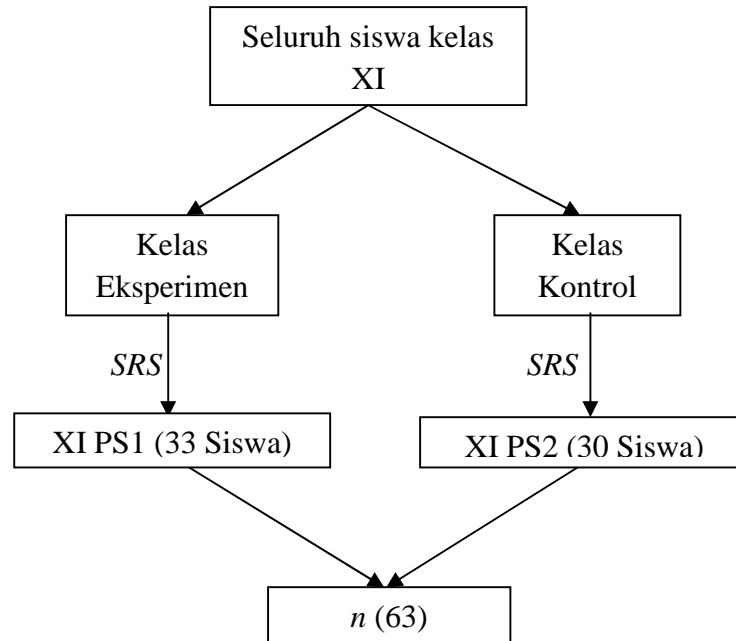 Seluruh siswa kelas
XI
Kelas
Eksperimen
Kelas
Kontrol
SRS
SRS
XI PS1 (33 Siswa)
XI PS2 (30 Siswa)
n (63)